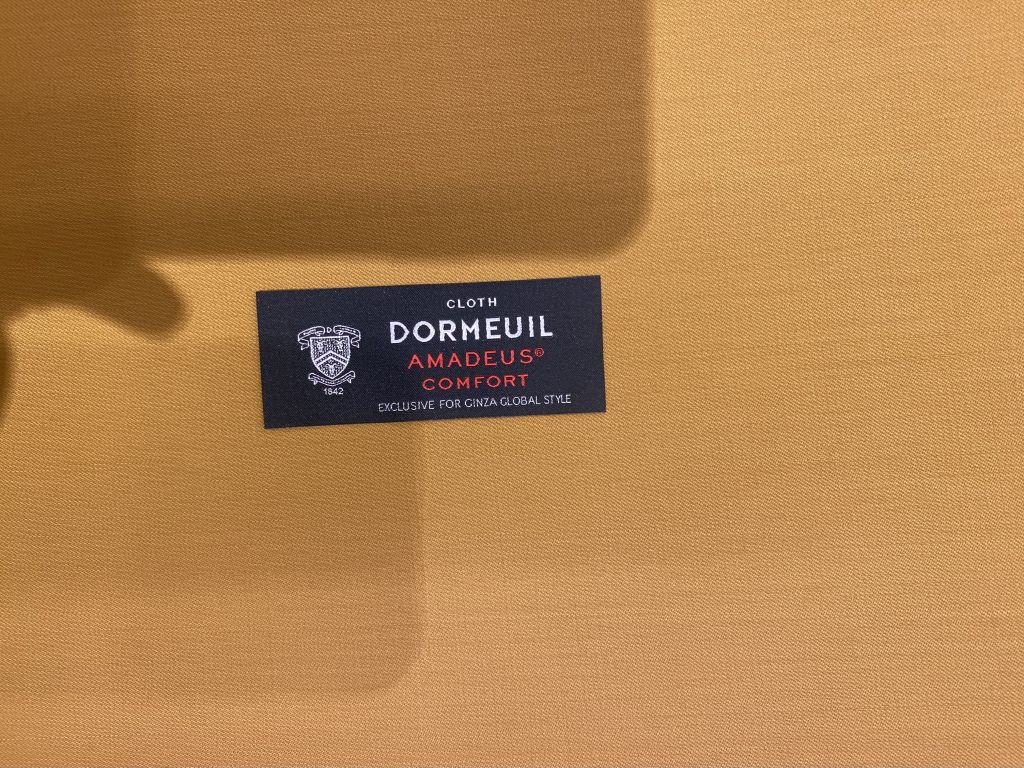 CLOTH
DORMEUIL
AMADEUS®
COMFORT
EXCLUSIVE FOR GINZA GLOBAL STYLE
D
1842